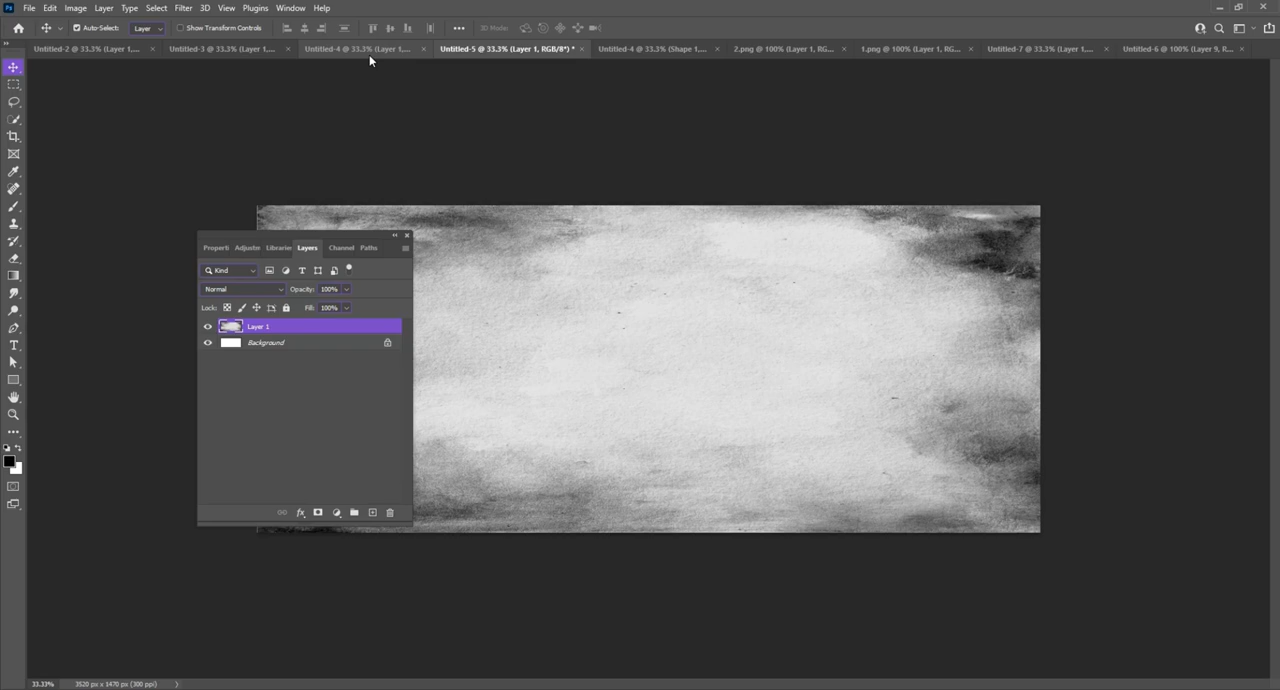 Ps File Edit Image Layer Type Select Filter 3D View Plugins Window Help
Auto-Select: Layer Show Transform Controls 3D Mode:
Untitled-2 @ 33.3% (Layer 1,... Untitled-3 @ 33.3% (Layer 1,... Untitled-4 @ 33.3% (Layer 1,... Untitled-5 @ 33.3% (Layer 1, RGB/8*) * Untitled-4 @ 33.3% (Shape 1,... 2.png @ 100% (Layer 1, RG... 1.png @ 100% (Layer 1, RG... Untitled-7 @ 33.3% (Layer 1,... Untitled-6 @ 100% (Layer 9, R...
Properti Adjustm Libraries Layers Channel Paths
Kind
Normal Opacity: 100%
Lock: Fill: 100%
Layer 1
Background
fx
33.33% 3520 px x 1470 px (300 ppi)